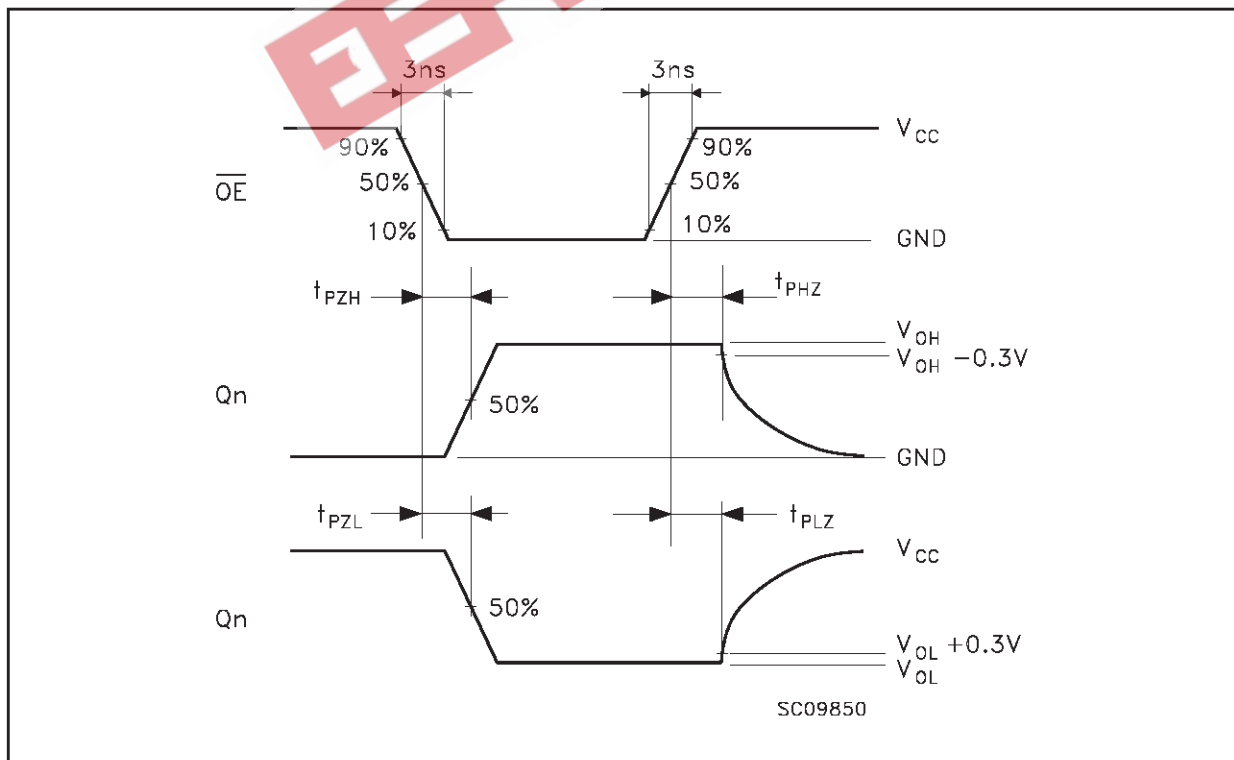 3ns 3ns
V_CC
90% 90%
O̅E̅ 50% 50%
10% 10%
GND
t_PZH t_PHZ
V_OH
V_OH −0.3V
Qn 50%
GND
t_PZL t_PLZ
V_CC
Qn 50%
V_OL +0.3V
V_OL
SC09850